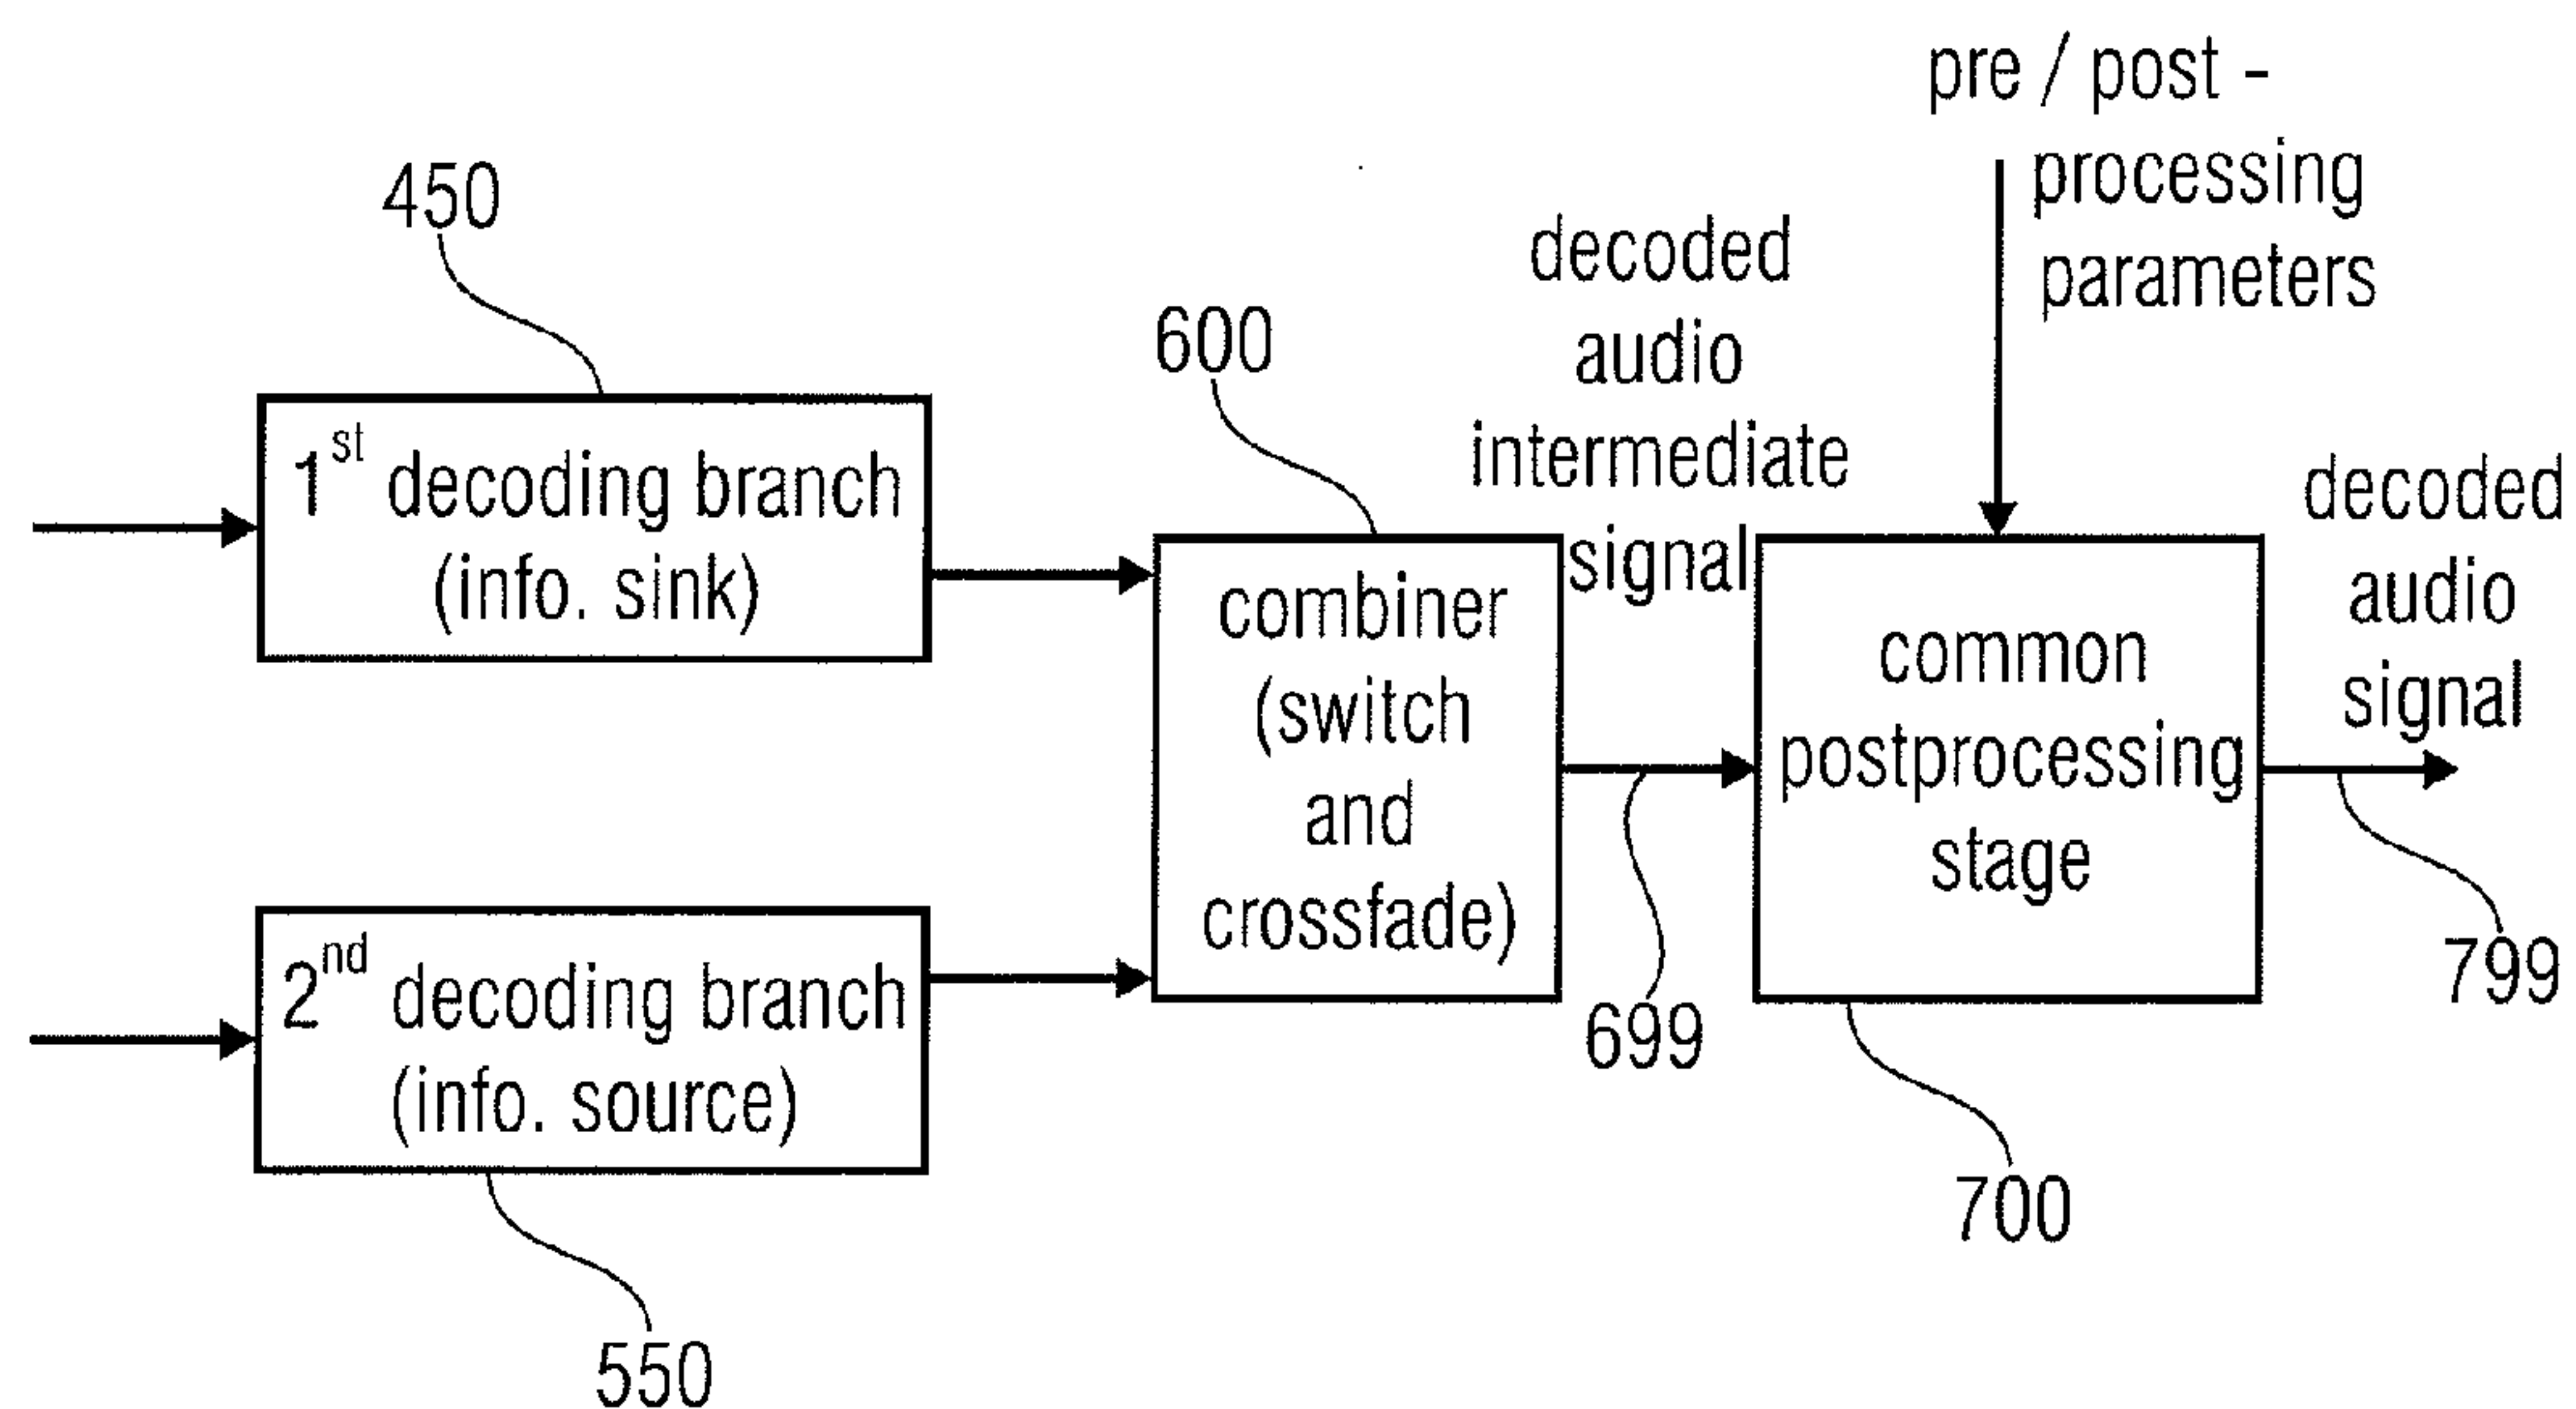 pre / post -
processing
parameters
450
decoded
audio
intermediate
signal
600
decoded
audio
signal
1st decoding branch
(info. sink)
combiner
(switch
and
crossfade)
common
postprocessing
stage
2nd decoding branch
(info. source)
699
799
700
550